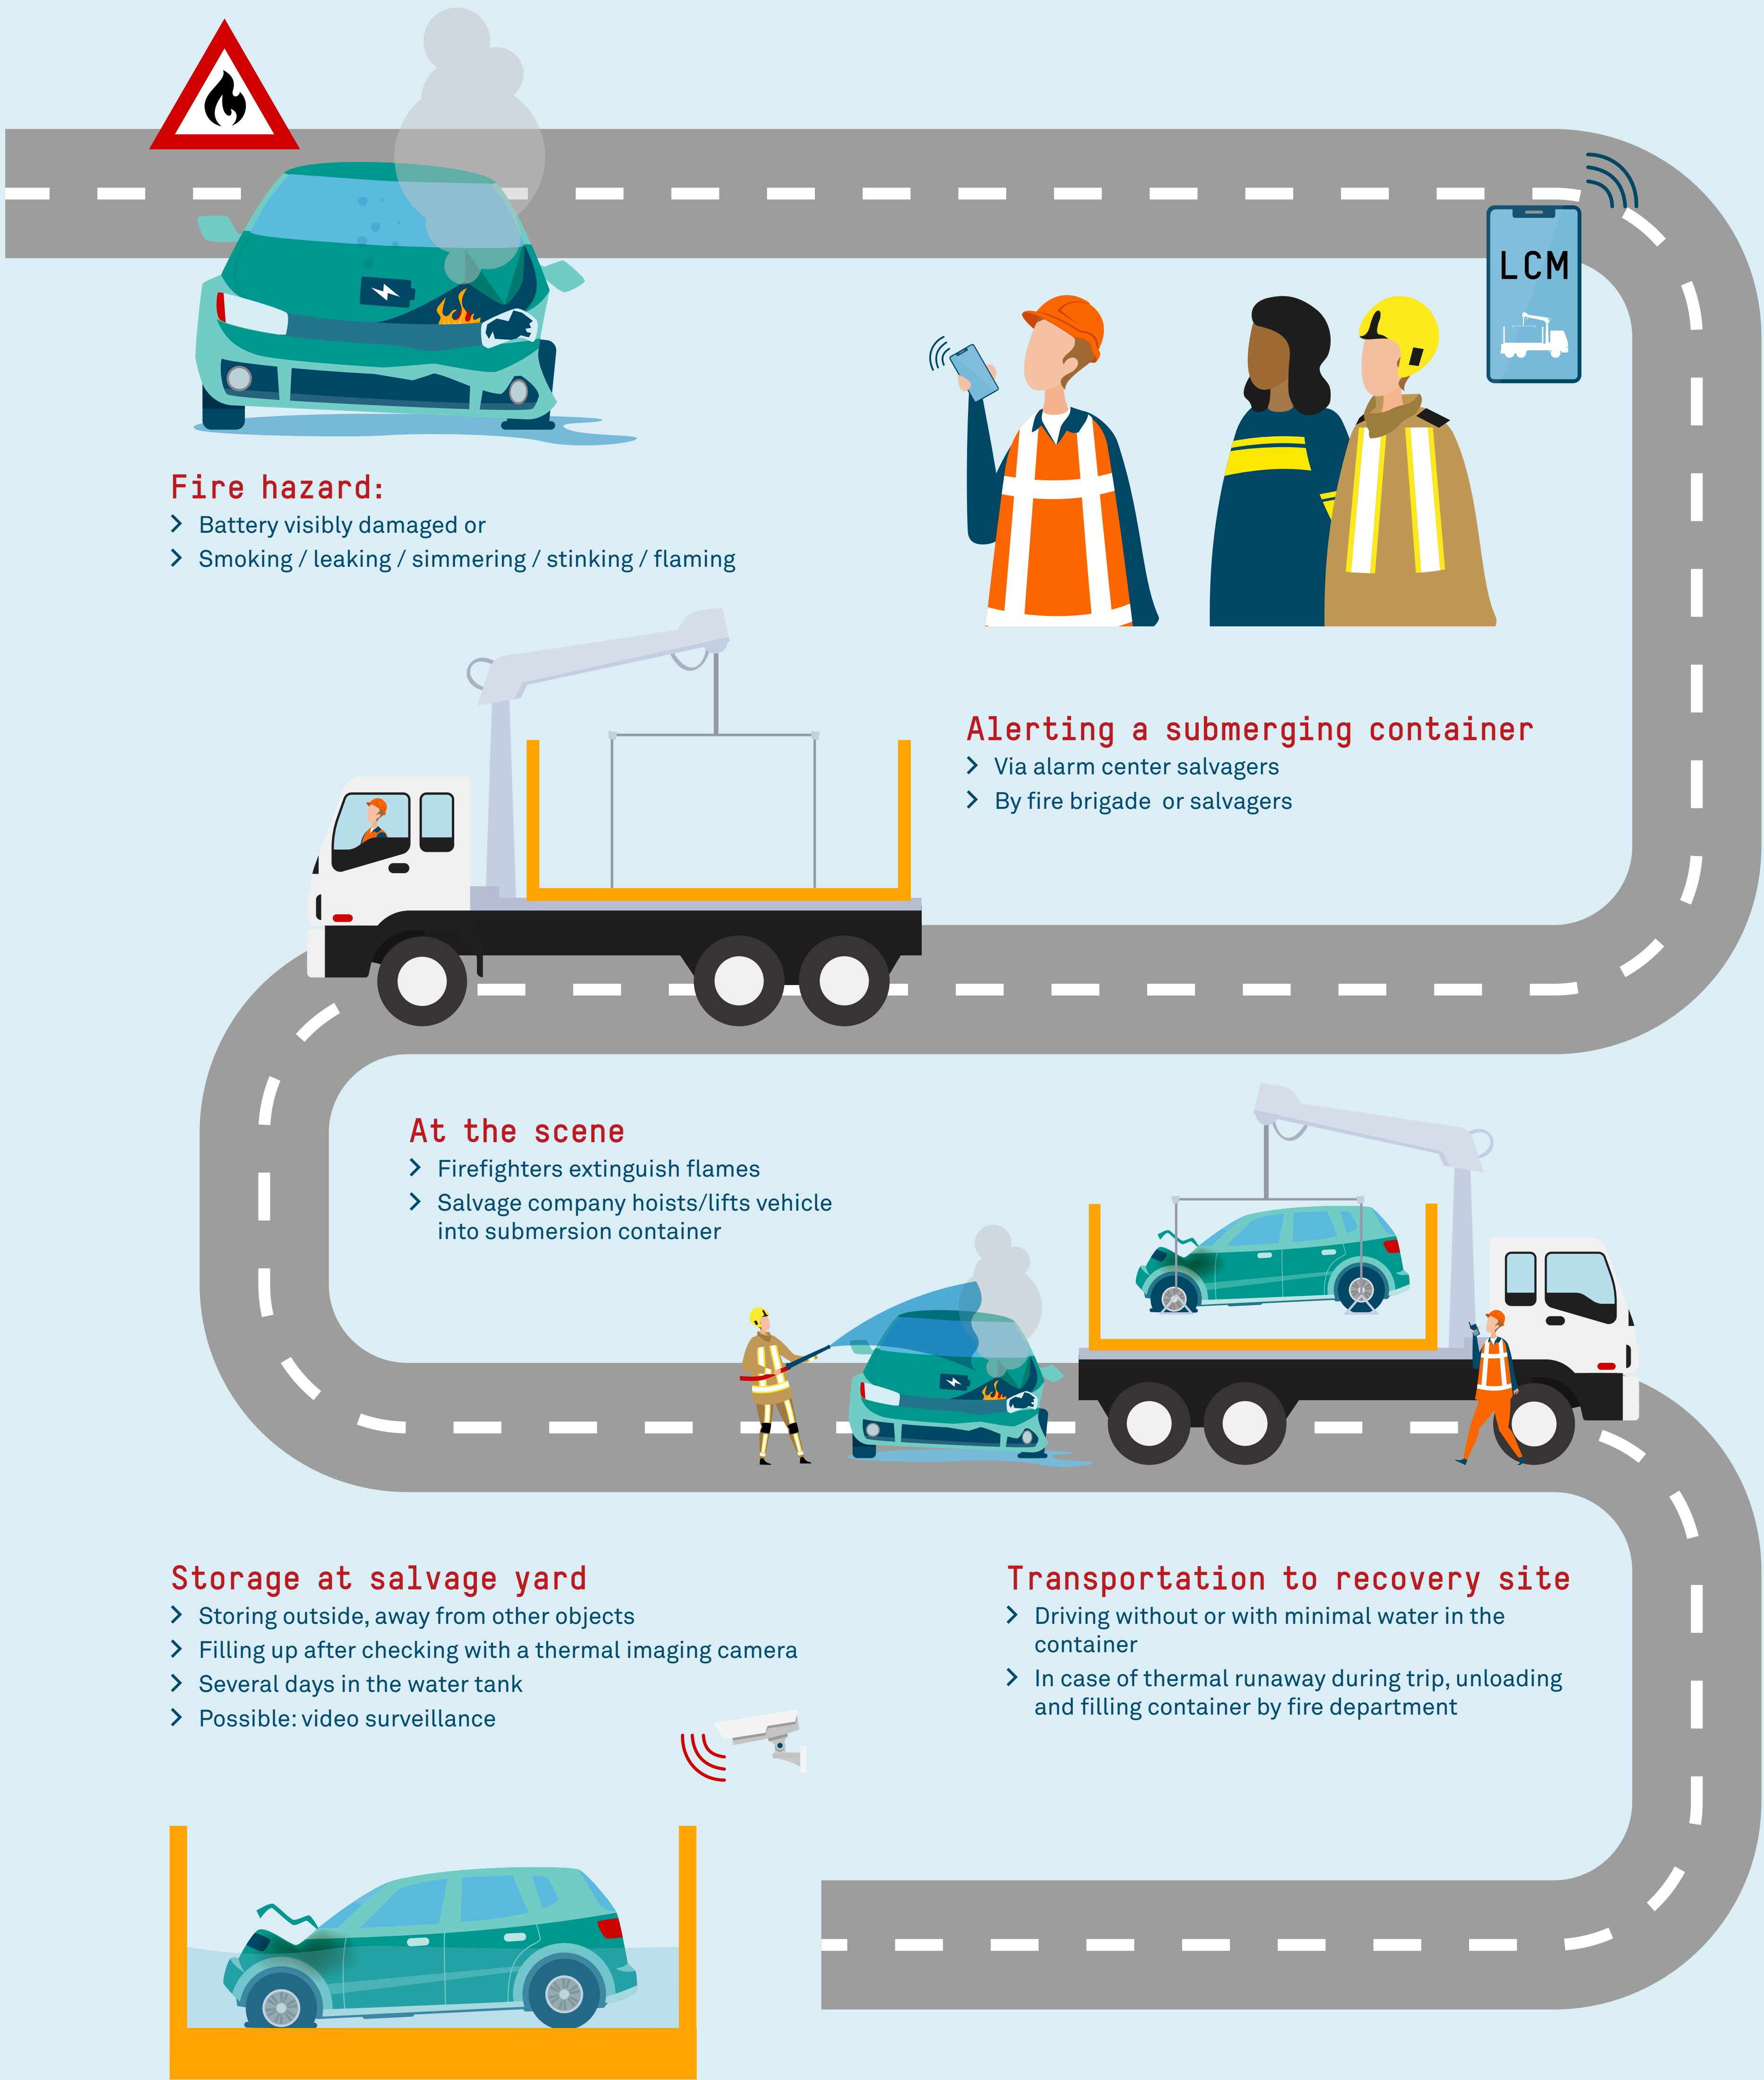 LCM
Fire hazard:
Battery visibly damaged or
Smoking / leaking / simmering / stinking / flaming
Alerting a submerging container
Via alarm center salvagers
By fire brigade or salvagers
At the scene
Firefighters extinguish flames
Salvage company hoists/lifts vehicle
into submersion container
Transportation to recovery site
Driving without or with minimal water in the
container
In case of thermal runaway during trip, unloading
and filling container by fire department
Storage at salvage yard
Storing outside, away from other objects
Filling up after checking with a thermal imaging camera
Several days in the water tank
Possible: video surveillance